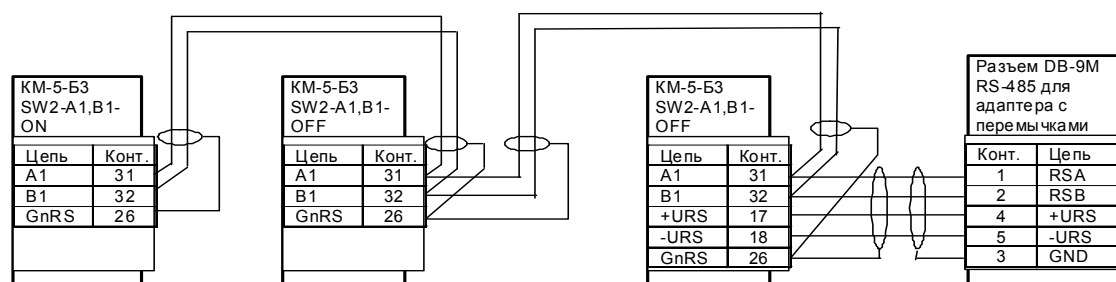 КМ-5-Б3
SW2-A1,B1-
ON
Цепь Конт.
A1 31
B1 32
GnRS 26
КМ-5-Б3
SW2-A1,B1-
OFF
Цепь Конт.
A1 31
B1 32
GnRS 26
КМ-5-Б3
SW2-A1,B1-
OFF
Цепь Конт.
A1 31
B1 32
+URS 17
-URS 18
GnRS 26
Разъем DB-9M
RS-485 для
адаптера с
перемычками
Конт. Цепь
1 RSA
2 RSB
4 +URS
5 -URS
3 GND